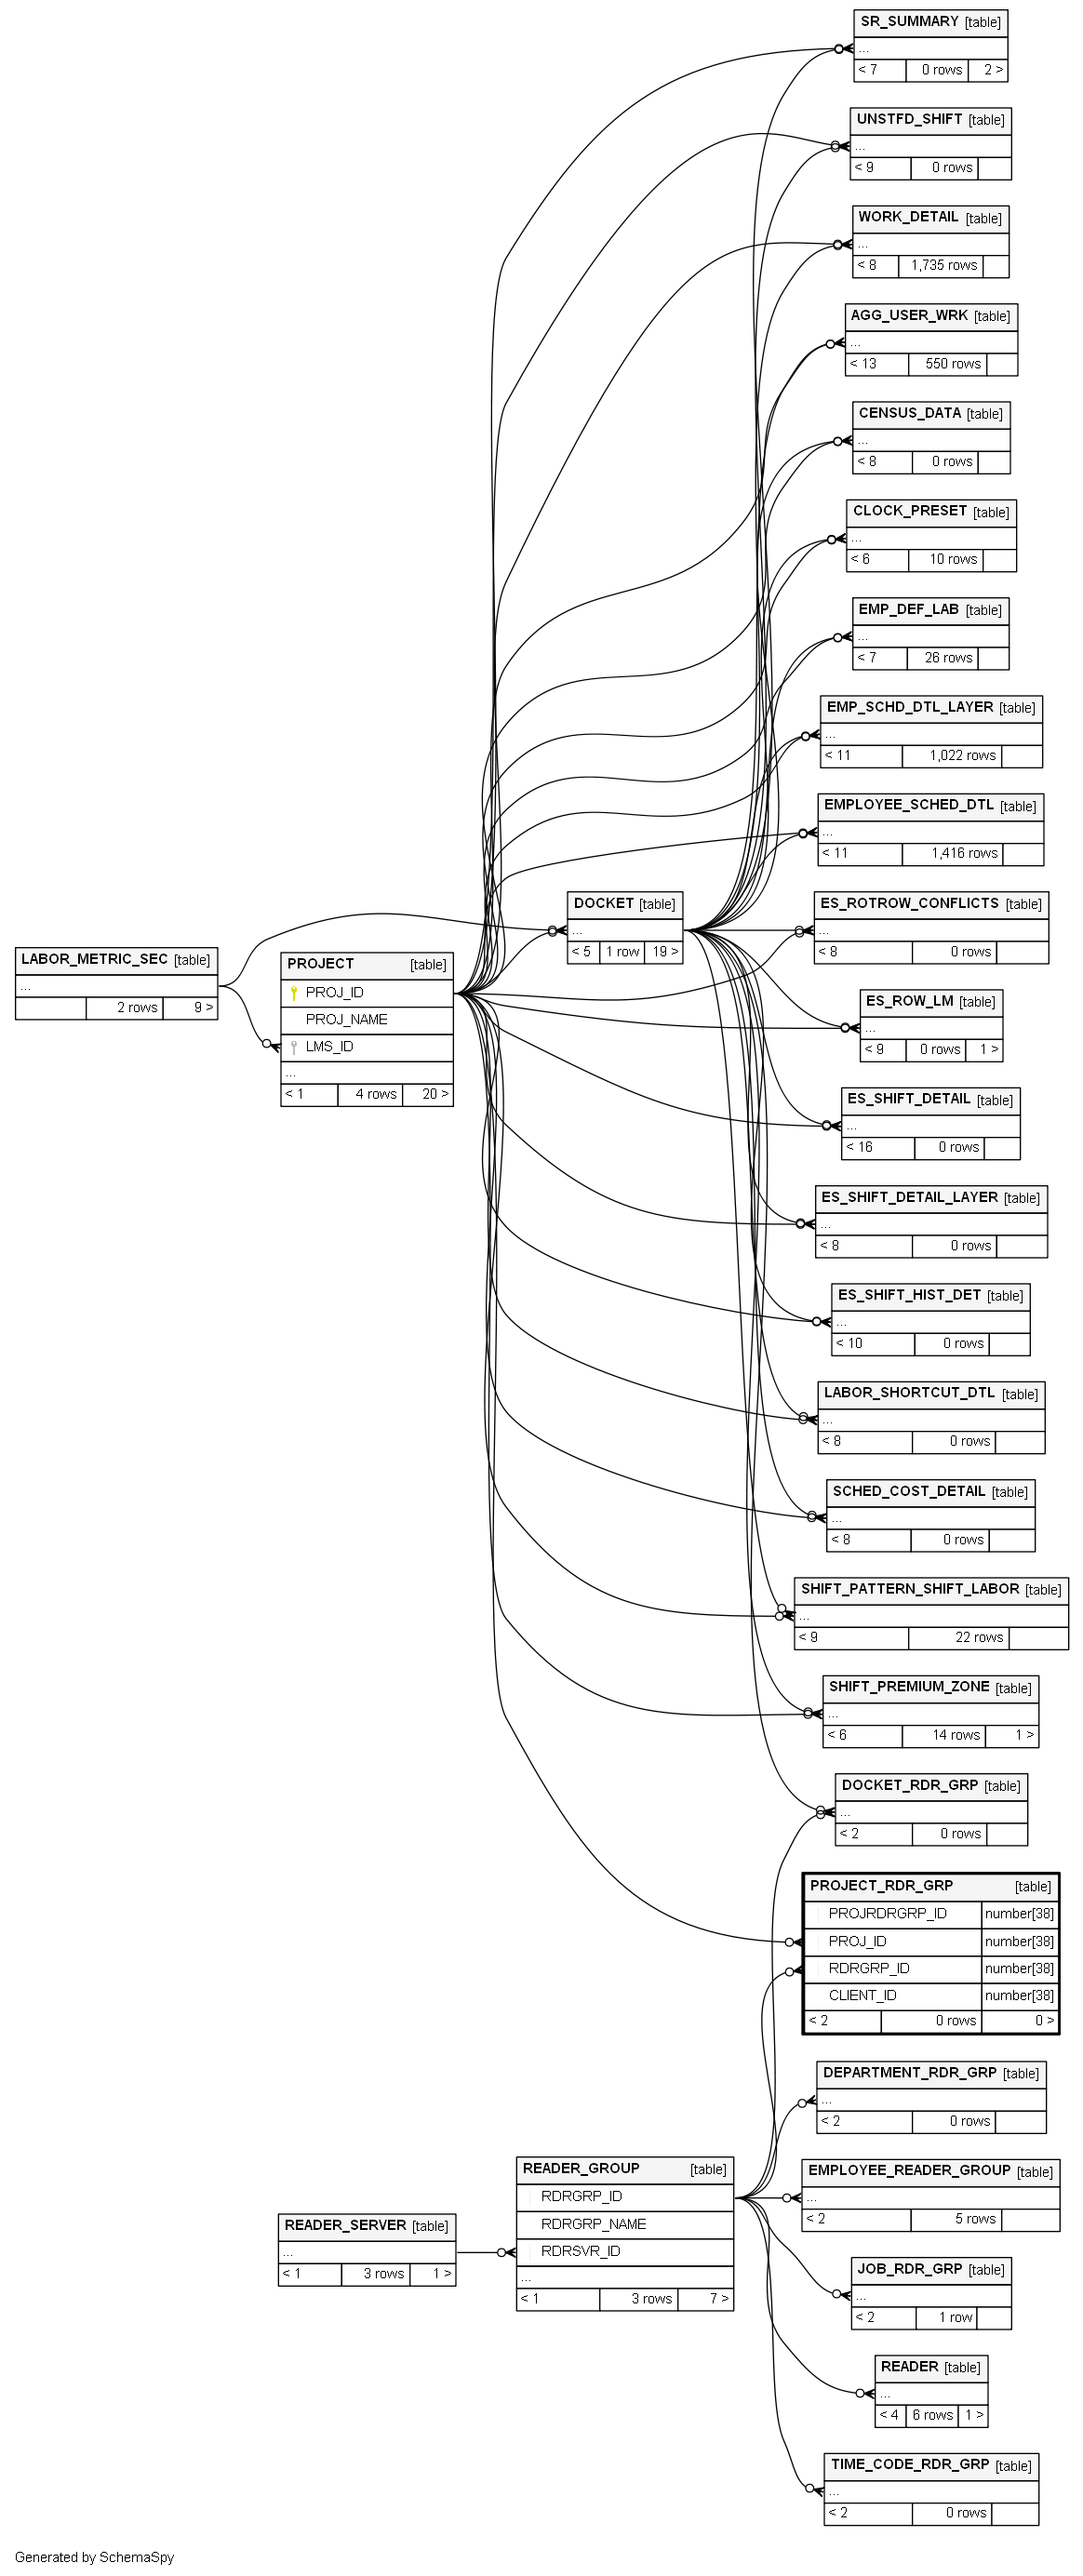 SR_SUMMARY [table]
...
< 7 0 rows 2 >
UNSTFD_SHIFT [table]
...
< 9 0 rows
WORK_DETAIL [table]
...
< 8 1,735 rows
AGG_USER_WRK [table]
...
< 13 550 rows
CENSUS_DATA [table]
...
< 8 0 rows
CLOCK_PRESET [table]
...
< 6 10 rows
EMP_DEF_LAB [table]
...
< 7 26 rows
EMP_SCHD_DTL_LAYER [table]
...
< 11 1,022 rows
EMPLOYEE_SCHED_DTL [table]
...
< 11 1,416 rows
DOCKET [table]
...
< 5 1 row 19 >
ES_ROTROW_CONFLICTS [table]
...
< 8 0 rows
LABOR_METRIC_SEC [table]
...
2 rows 9 >
PROJECT [table]
PROJ_ID
PROJ_NAME
LMS_ID
...
< 1 4 rows 20 >
ES_ROW_LM [table]
...
< 9 0 rows 1 >
ES_SHIFT_DETAIL [table]
...
< 16 0 rows
ES_SHIFT_DETAIL_LAYER [table]
...
< 8 0 rows
ES_SHIFT_HIST_DET [table]
...
< 10 0 rows
LABOR_SHORTCUT_DTL [table]
...
< 8 0 rows
SCHED_COST_DETAIL [table]
...
< 8 0 rows
SHIFT_PATTERN_SHIFT_LABOR [table]
...
< 9 22 rows
SHIFT_PREMIUM_ZONE [table]
...
< 6 14 rows 1 >
DOCKET_RDR_GRP [table]
...
< 2 0 rows
PROJECT_RDR_GRP [table]
PROJRDRGRP_ID number[38]
PROJ_ID number[38]
RDRGRP_ID number[38]
CLIENT_ID number[38]
< 2 0 rows 0 >
DEPARTMENT_RDR_GRP [table]
...
< 2 0 rows
READER_GROUP [table]
RDRGRP_ID
RDRGRP_NAME
RDRSVR_ID
...
< 1 3 rows 7 >
EMPLOYEE_READER_GROUP [table]
...
< 2 5 rows
READER_SERVER [table]
...
< 1 3 rows 1 >
JOB_RDR_GRP [table]
...
< 2 1 row
READER [table]
...
< 4 6 rows 1 >
TIME_CODE_RDR_GRP [table]
...
< 2 0 rows
Generated by SchemaSpy